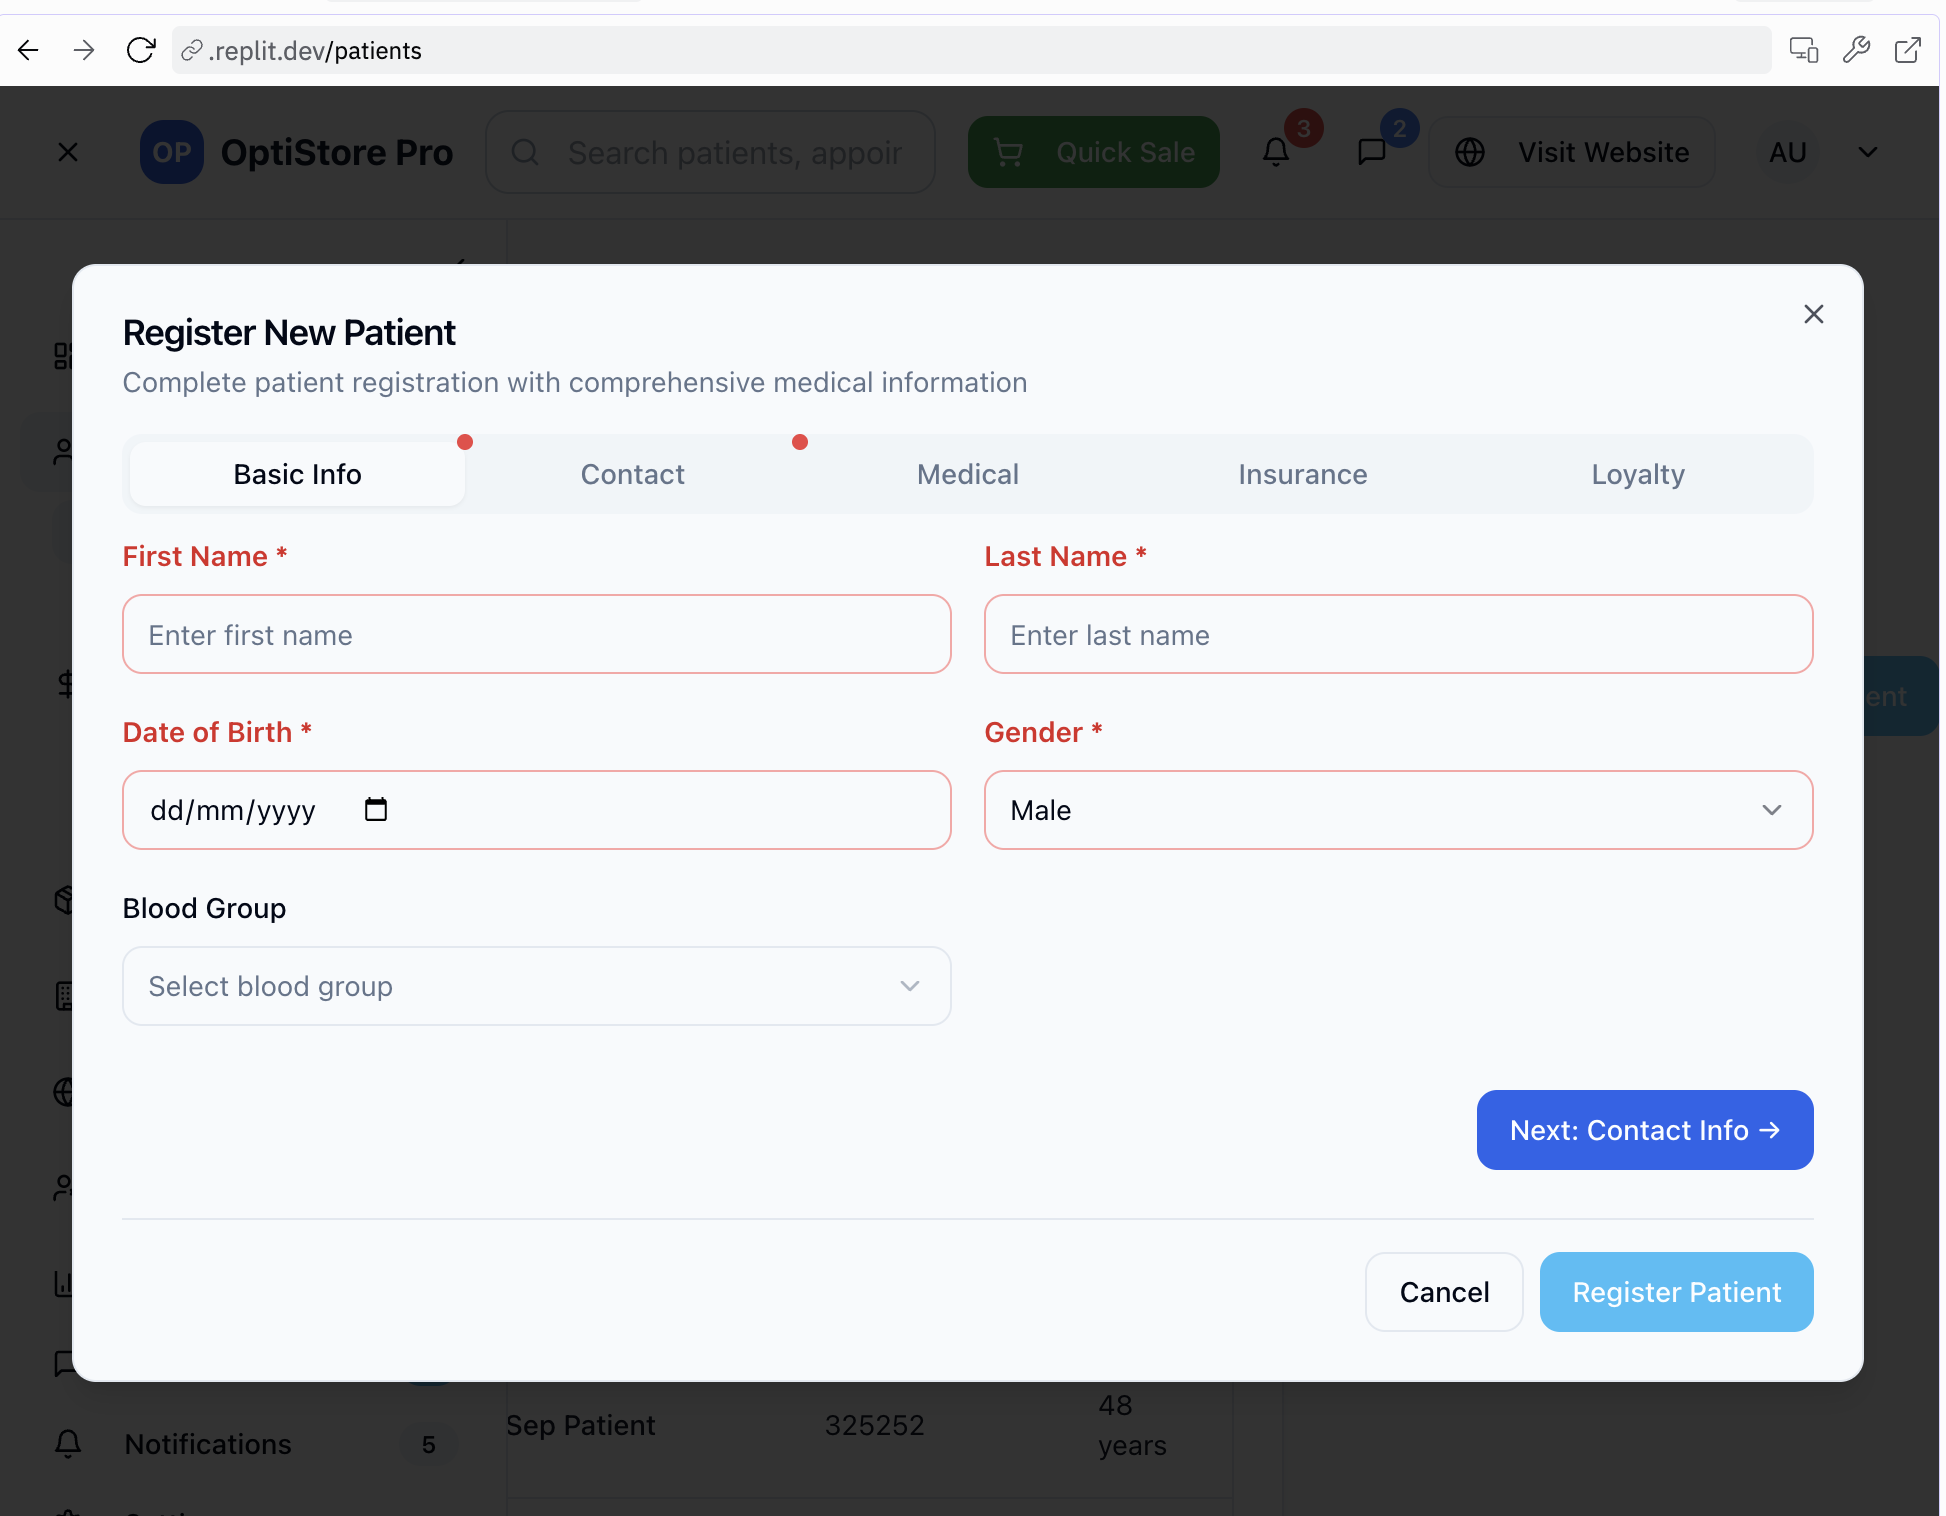 .replit.dev/patients
OP OptiStore Pro
Search patients, appoin
Quick Sale
3
2
Visit Website
AU
Register New Patient
Complete patient registration with comprehensive medical information
Basic Info
Contact
Medical
Insurance
Loyalty
First Name *
Last Name *
Enter first name
Enter last name
Date of Birth *
Gender *
dd/mm/yyyy
Male
Blood Group
Select blood group
ent
Next: Contact Info →
Cancel
Register Patient
Sep Patient
325252
48
years
Notifications
5